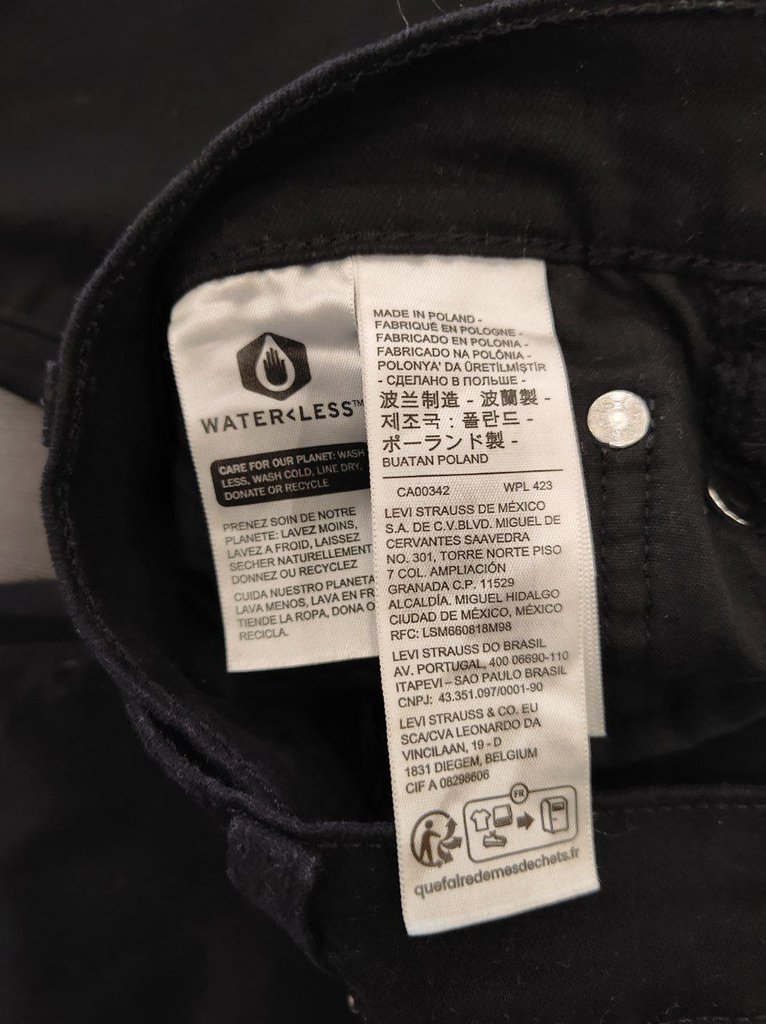 WATER<LESS™
CARE FOR OUR PLANET: WASH
LESS, WASH COLD, LINE DRY,
DONATE OR RECYCLE
PRENEZ SOIN DE NOTRE
PLANETE: LAVEZ MOINS,
LAVEZ A FROID, LAISSEZ
SECHER NATURELLEMENT
DONNEZ OU RECYCLEZ
CUIDA NUESTRO PLANETA
LAVA MENOS, LAVA EN FR
TIENDE LA ROPA, DONA O
RECICLA.
MADE IN POLAND -
FABRIQUÉ EN POLOGNE -
FABRICADO EN POLONIA -
FABRICADO NA POLÔNIA -
POLONYA' DA ÜRETİLMİŞTİR
- СДЕЛАНО В ПОЛЬШЕ -
波兰制造 - 波蘭製 -
제조국 : 폴란드 -
ポーランド製 -
BUATAN POLAND
CA00342 WPL 423
LEVI STRAUSS DE MÉXICO
S.A. DE C.V.BLVD. MIGUEL DE
CERVANTES SAAVEDRA
NO. 301, TORRE NORTE PISO
7 COL. AMPLIACIÓN
GRANADA C.P. 11529
ALCALDÍA. MIGUEL HIDALGO
CIUDAD DE MÉXICO, MÉXICO
RFC: LSM660818M98
LEVI STRAUSS DO BRASIL
AV. PORTUGAL, 400 06690-110
ITAPEVI – SAO PAULO BRASIL
CNPJ: 43.351.097/0001-90
LEVI STRAUSS & CO. EU
SCA/CVA LEONARDO DA
VINCILAAN, 19 - D
1831 DIEGEM, BELGIUM
CIF A 08298606
FR
quefairedemesdechets.fr